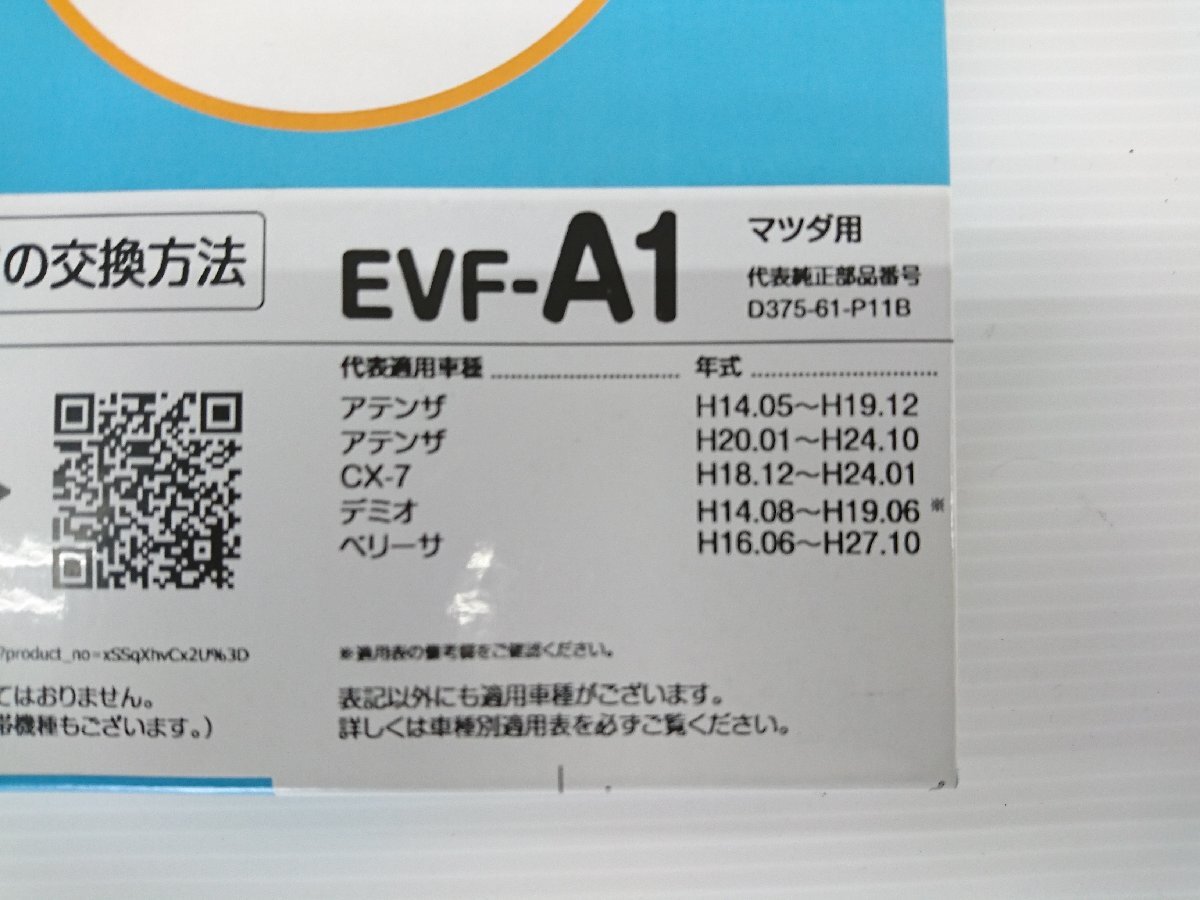 の交換方法
EVF-A1
マツダ用
代表純正部品番号
D375-61-P11B
代表適用車種 年式
アテンザ H14.05～H19.12
アテンザ H20.01～H24.10
CX-7 H18.12～H24.01
デミオ H14.08～H19.06 ※
ベリーサ H16.06～H27.10
?product_no=xSSqXhvCx2U%3D
※適用表の備考欄をご確認ください。
てはおりません。
帯機種もございます。)
表記以外にも適用車種がございます。
詳しくは車種別適用表を必ずご覧ください。